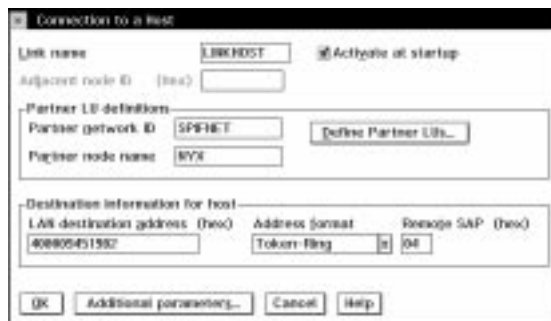 Connection to a Host
Link name LINKHOST Activate at startup
Adjacent node ID (hex)
Partner LU definitions
Partner network ID SPIFNET Define Partner LUs...
Partner node name NYX
Destination information for host
LAN destination address (hex) Address format Remote SAP (hex)
400009451902 Token-Ring 04
OK Additional parameters... Cancel Help